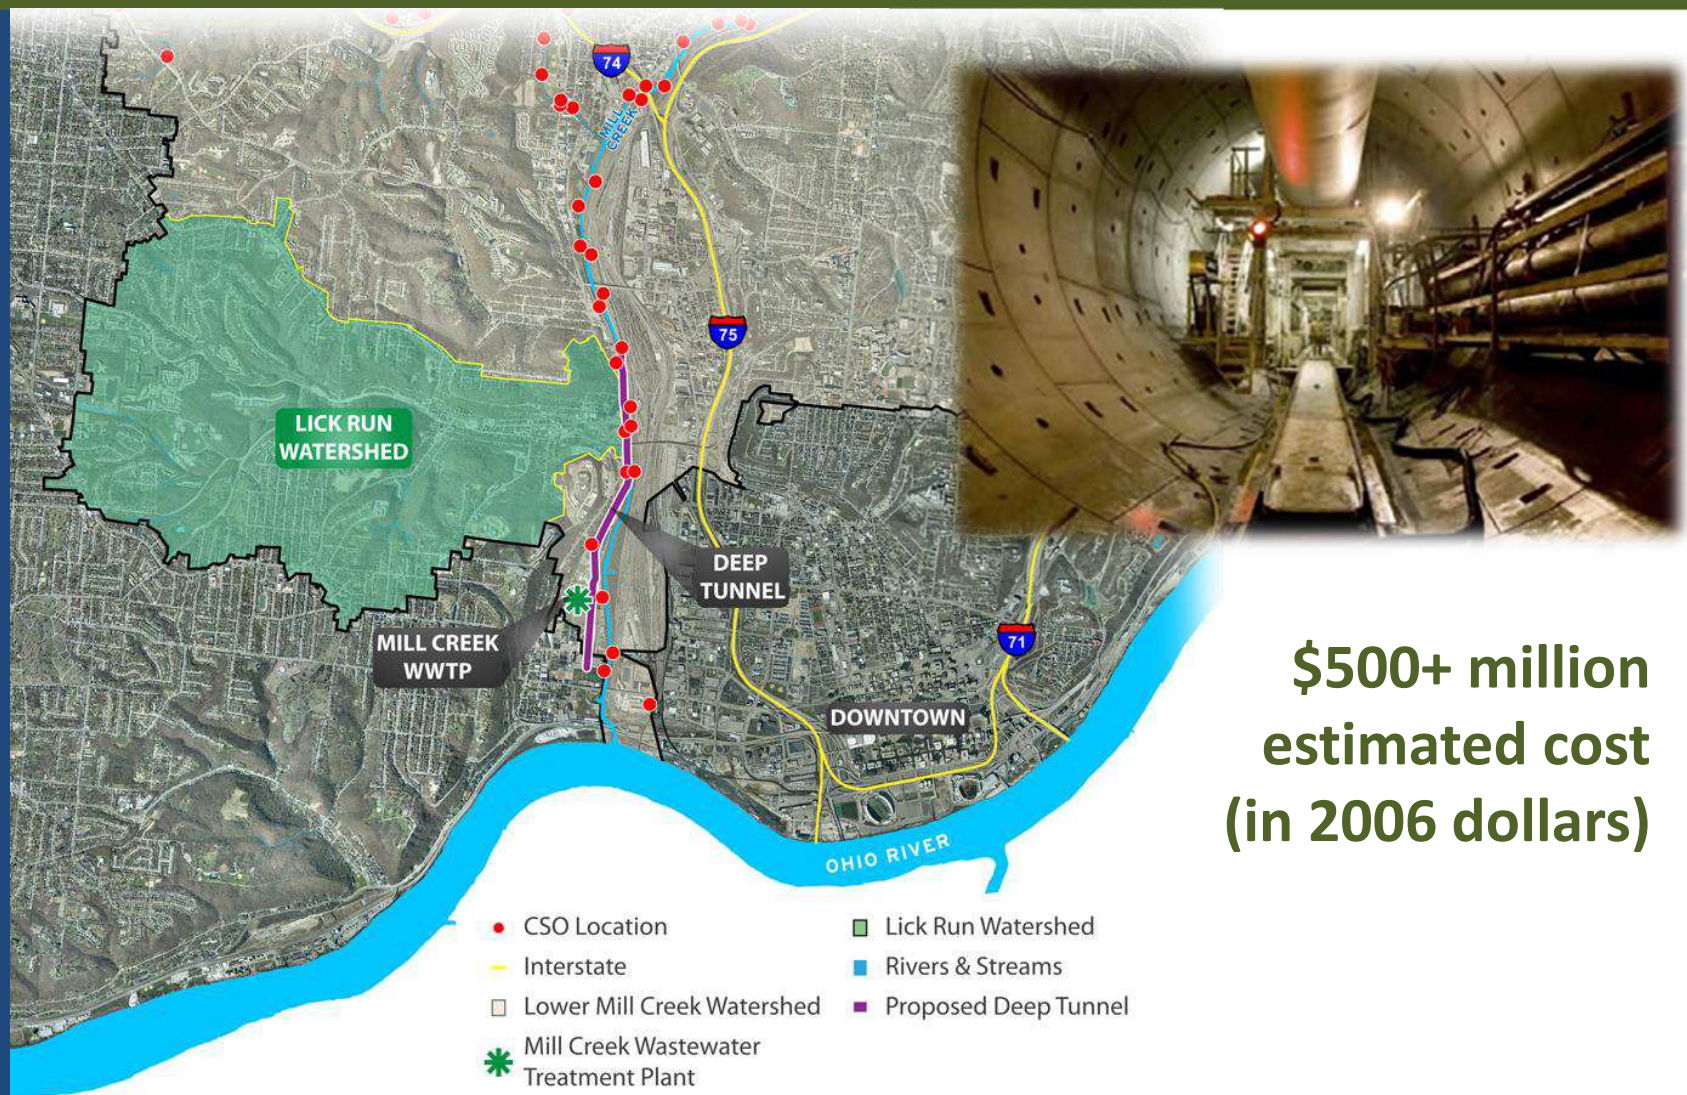 74
MILL
CREEK
75
LICK RUN
WATERSHED
DEEP
TUNNEL
MILL CREEK
WWTP
71
DOWNTOWN
OHIO RIVER
$500+ million
estimated cost
(in 2006 dollars)
CSO Location
Interstate
Lower Mill Creek Watershed
Mill Creek Wastewater
Treatment Plant
Lick Run Watershed
Rivers & Streams
Proposed Deep Tunnel